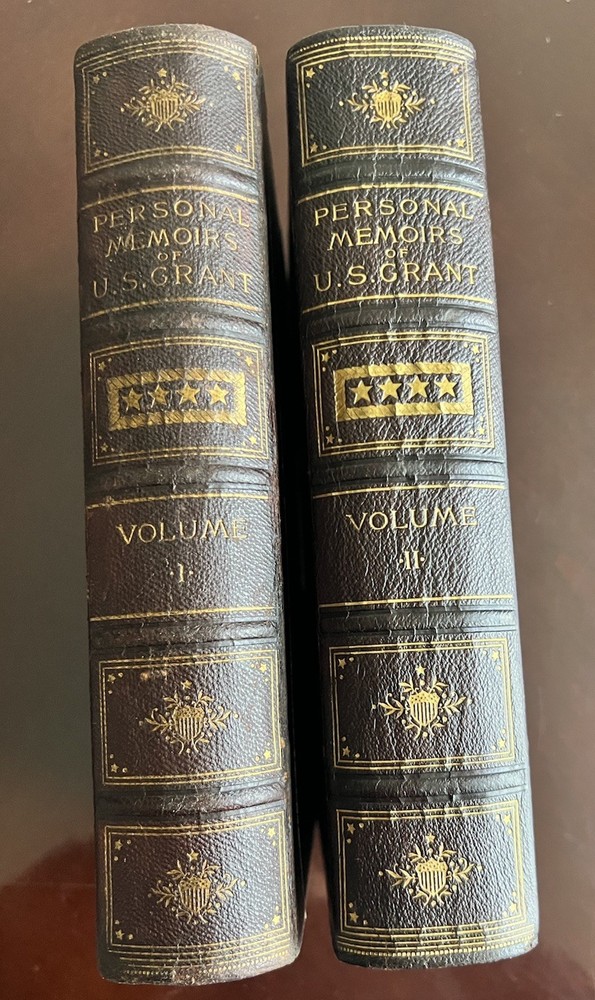 PERSONAL
MEMOIRS
OF
U.S. GRANT
VOLUME
·I·
PERSONAL
MEMOIRS
OF
U.S. GRANT
VOLUME
·II·